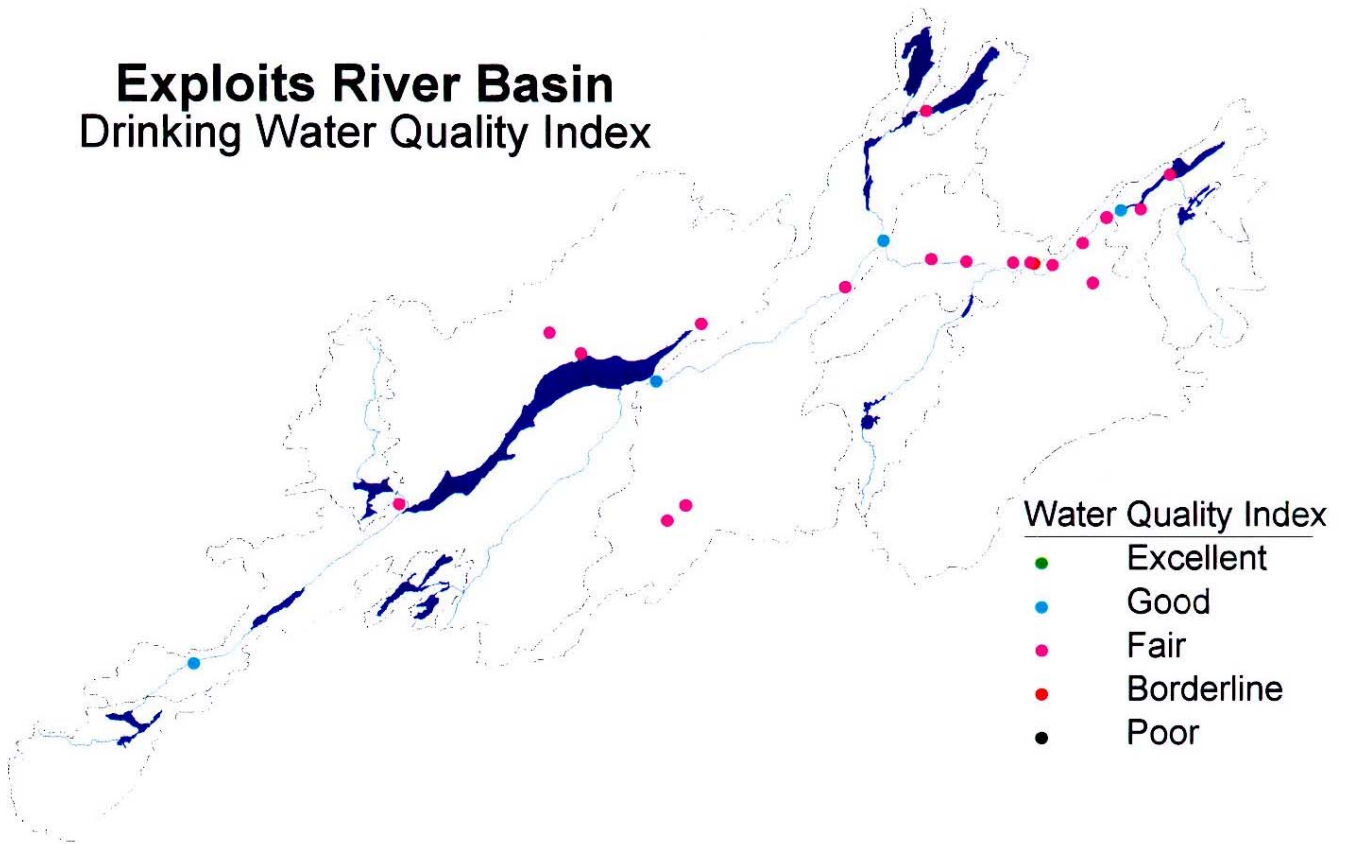 Exploits River Basin
Drinking Water Quality Index
Water Quality Index
Excellent
Good
Fair
Borderline
Poor